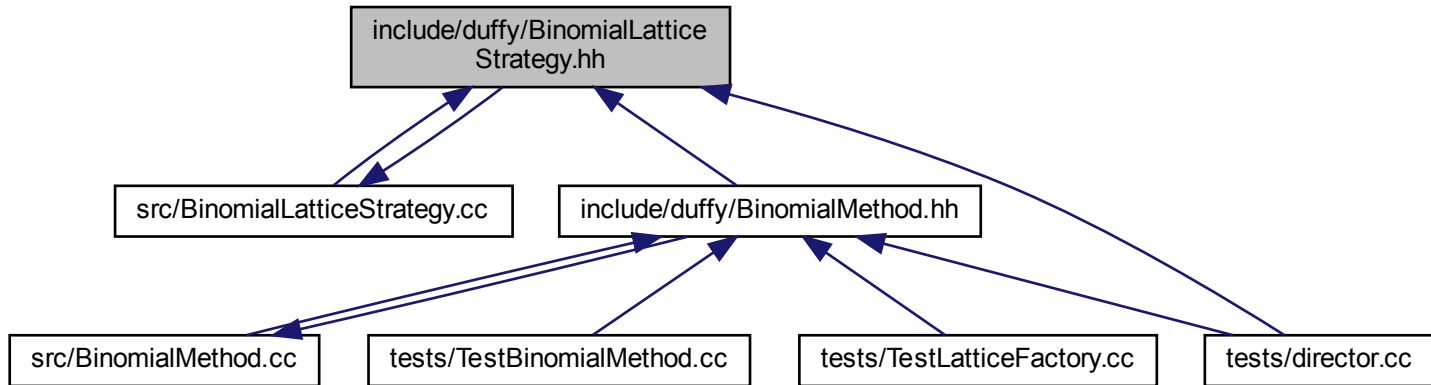 include/duffy/BinomialLattice
Strategy.hh
src/BinomialLatticeStrategy.cc
include/duffy/BinomialMethod.hh
src/BinomialMethod.cc
tests/TestBinomialMethod.cc
tests/TestLatticeFactory.cc
tests/director.cc